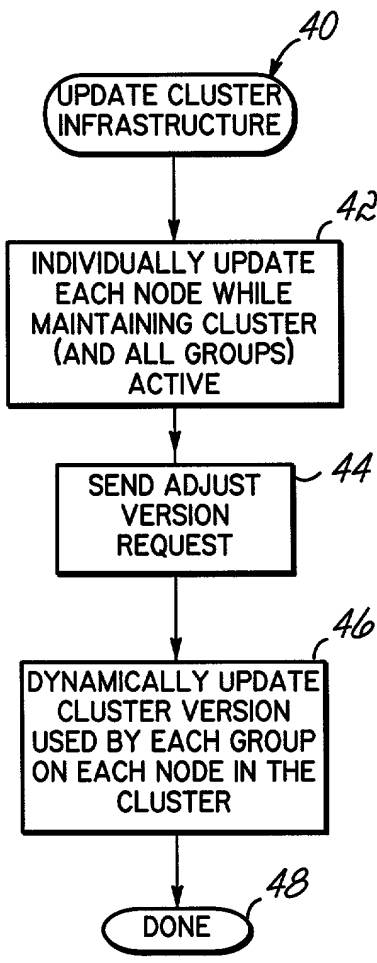 40
UPDATE CLUSTER
INFRASTRUCTURE
42
INDIVIDUALLY UPDATE
EACH NODE WHILE
MAINTAINING CLUSTER
(AND ALL GROUPS)
ACTIVE
44
SEND ADJUST
VERSION
REQUEST
46
DYNAMICALLY UPDATE
CLUSTER VERSION
USED BY EACH GROUP
ON EACH NODE IN THE
CLUSTER
48
DONE